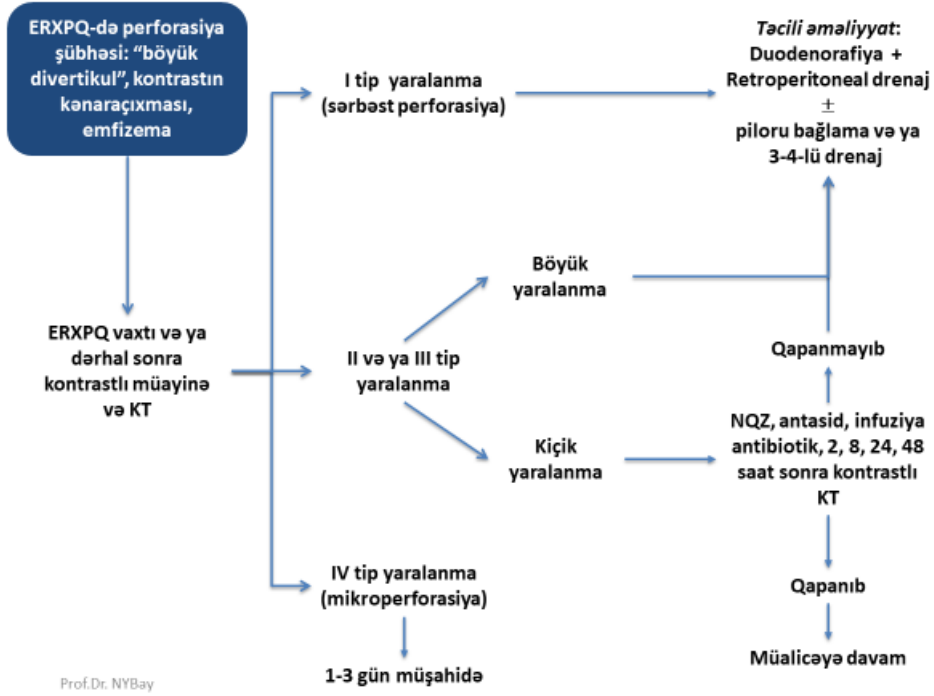 ERXPQ-də perforasiya
şübhəsi: “böyük
divertikul”, kontrastın
kənaraçıxması,
emfizema
ERXPQ vaxtı və ya
dərhal sonra
kontrastlı müayinə
və KT
I tip yaralanma
(sərbəst perforasiya)
Təcili əməliyyat:
Duodenorafiya +
Retroperitoneal drenaj
±
piloru bağlama və ya
3-4-lü drenaj
II və ya III tip
yaralanma
Böyük
yaralanma
Kiçik
yaralanma
Qapanmayıb
NQZ, antasid, infuziya
antibiotik, 2, 8, 24, 48
saat sonra kontrastlı
KT
Qapanıb
Müalicəyə davam
IV tip yaralanma
(mikroperforasiya)
1-3 gün müşahidə
Prof.Dr. NYBay